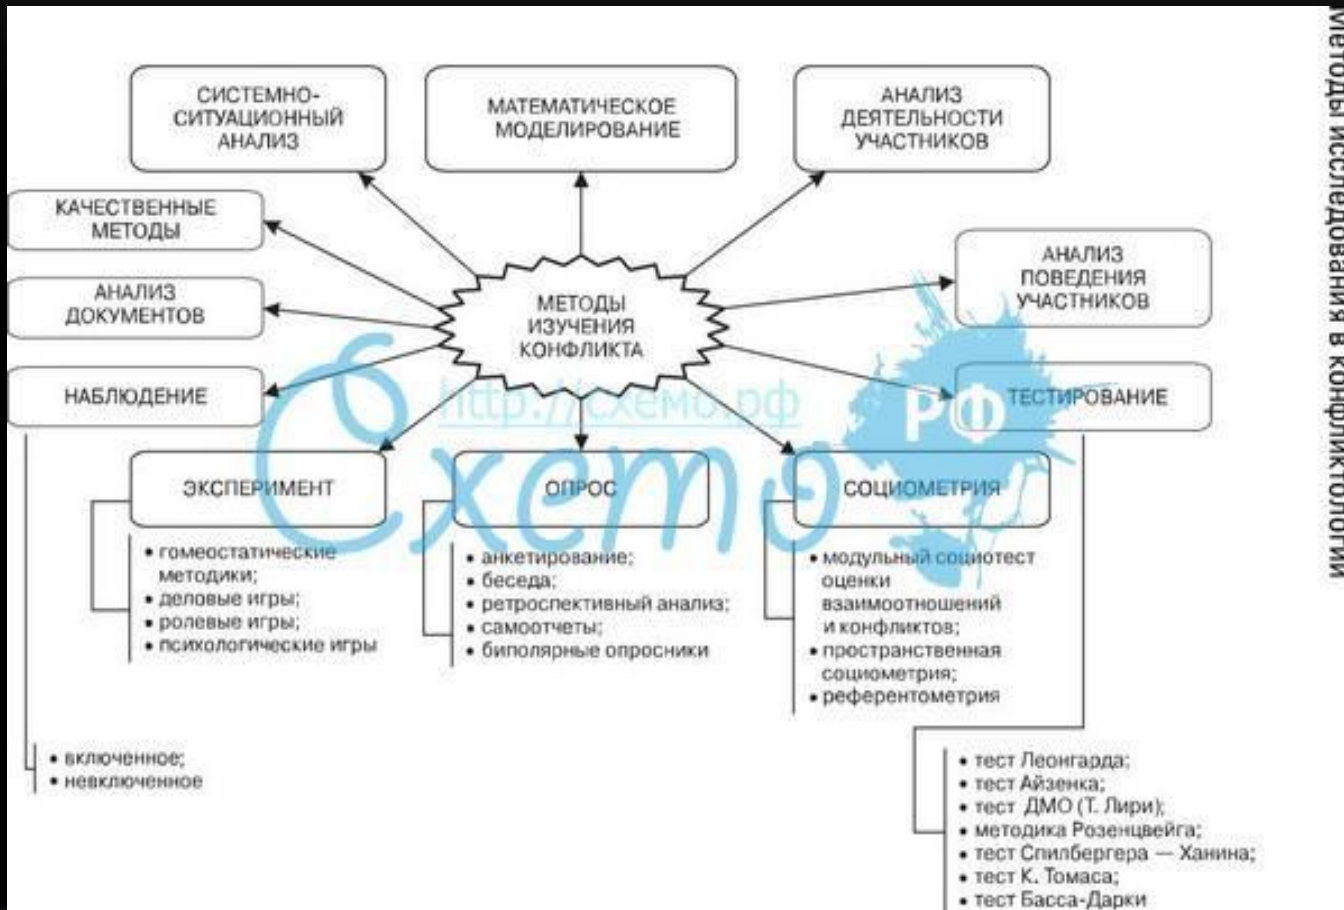 СИСТЕМНО-
СИТУАЦИОННЫЙ
АНАЛИЗ
МАТЕМАТИЧЕСКОЕ
МОДЕЛИРОВАНИЕ
АНАЛИЗ
ДЕЯТЕЛЬНОСТИ
УЧАСТНИКОВ
КАЧЕСТВЕННЫЕ
МЕТОДЫ
АНАЛИЗ
ДОКУМЕНТОВ
НАБЛЮДЕНИЕ
МЕТОДЫ
ИЗУЧЕНИЯ
КОНФЛИКТА
АНАЛИЗ
ПОВЕДЕНИЯ
УЧАСТНИКОВ
ТЕСТИРОВАНИЕ
http://схемо.рф
Схемо
РФ
ЭКСПЕРИМЕНТ
• гомеостатические
методики;
• деловые игры;
• ролевые игры;
• психологические игры
ОПРОС
• анкетирование;
• беседа;
• ретроспективный анализ;
• самоотчеты;
• биполярные опросники
СОЦИОМЕТРИЯ
• модульный социотест
оценки
взаимоотношений
и конфликтов;
• пространственная
социометрия;
• референтометрия
• включенное;
• невключенное
• тест Леонгарда;
• тест Айзенка;
• тест ДМО (Т. Лири);
• методика Розенцвейга;
• тест Спилбергера — Ханина;
• тест К. Томаса;
• тест Басса-Дарки
Методы исследования в конфликтологии